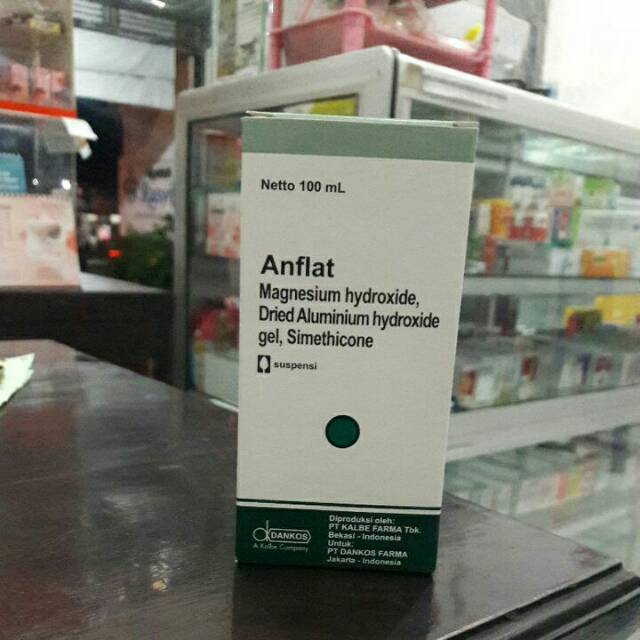 Netto 100 mL
Anflat
Magnesium hydroxide,
Dried Aluminium hydroxide
gel, Simethicone
suspensi
DANKOS
A Kalbe Company
Diproduksi oleh:
PT KALBE FARMA Tbk.
Bekasi - Indonesia
Untuk:
PT DANKOS FARMA
Jakarta - Indonesia